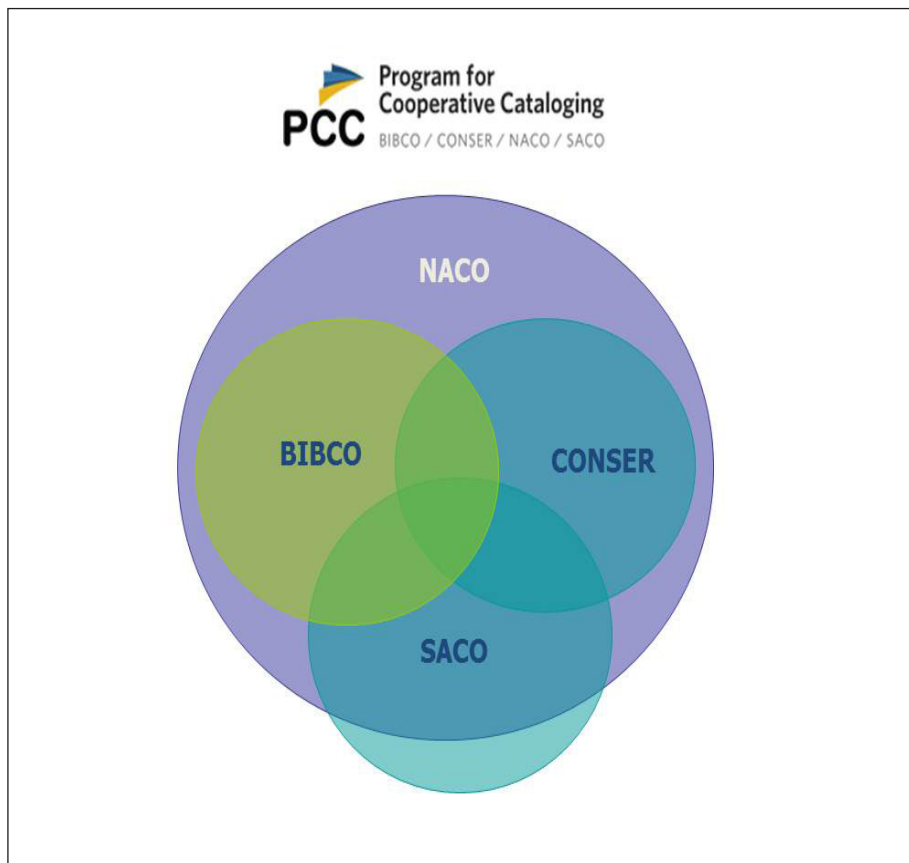 PCC
Program for
Cooperative Cataloging
BIBCO / CONSER / NACO / SACO
NACO
BIBCO
CONSER
SACO